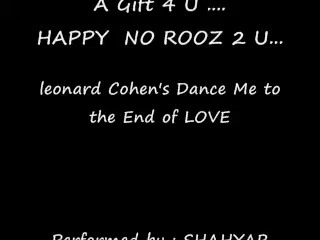 A Gift 4 U ....
HAPPY NO ROOZ 2 U...
leonard Cohen's Dance Me to
the End of LOVE
Performed by : SHAHYAR